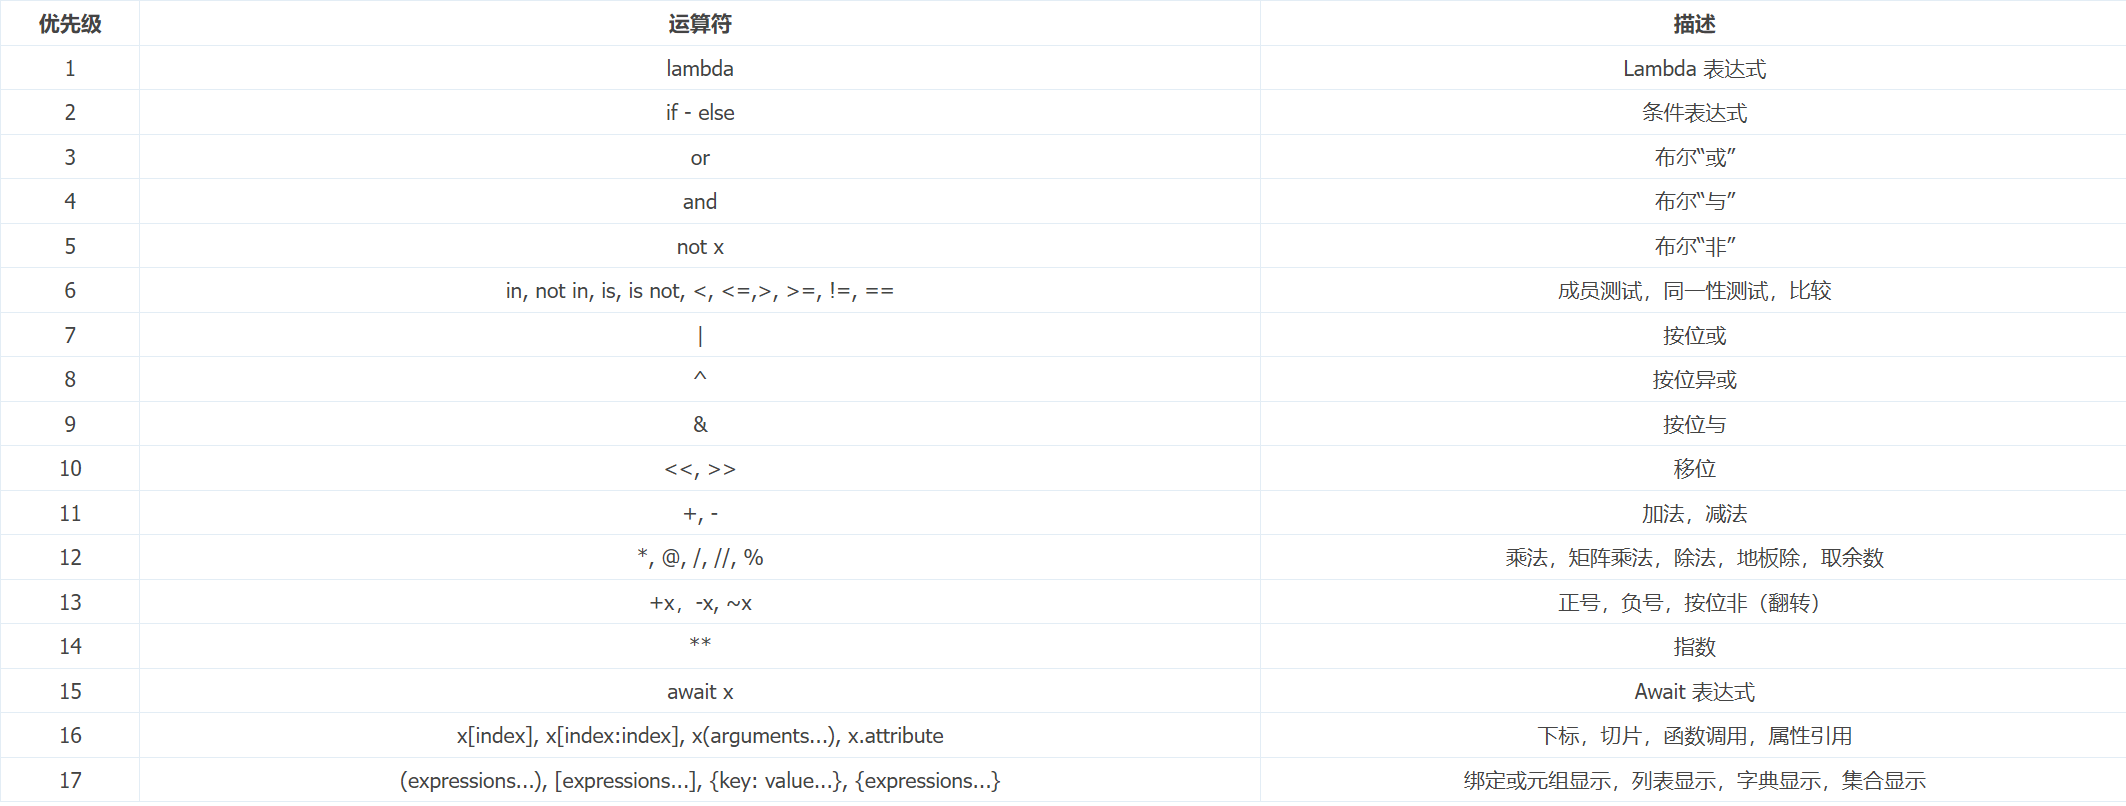 优先级 运算符 描述
1 lambda Lambda 表达式
2 if - else 条件表达式
3 or 布尔“或”
4 and 布尔“与”
5 not x 布尔“非”
6 in, not in, is, is not, <, <=,>, >=, !=, == 成员测试，同一性测试，比较
7 | 按位或
8 ^ 按位异或
9 & 按位与
10 <<, >> 移位
11 +, - 加法，减法
12 *, @, /, //, % 乘法，矩阵乘法，除法，地板除，取余数
13 +x，-x, ~x 正号，负号，按位非（翻转）
14 ** 指数
15 await x Await 表达式
16 x[index], x[index:index], x(arguments...), x.attribute 下标，切片，函数调用，属性引用
17 (expressions...), [expressions...], {key: value...}, {expressions...} 绑定或元组显示，列表显示，字典显示，集合显示